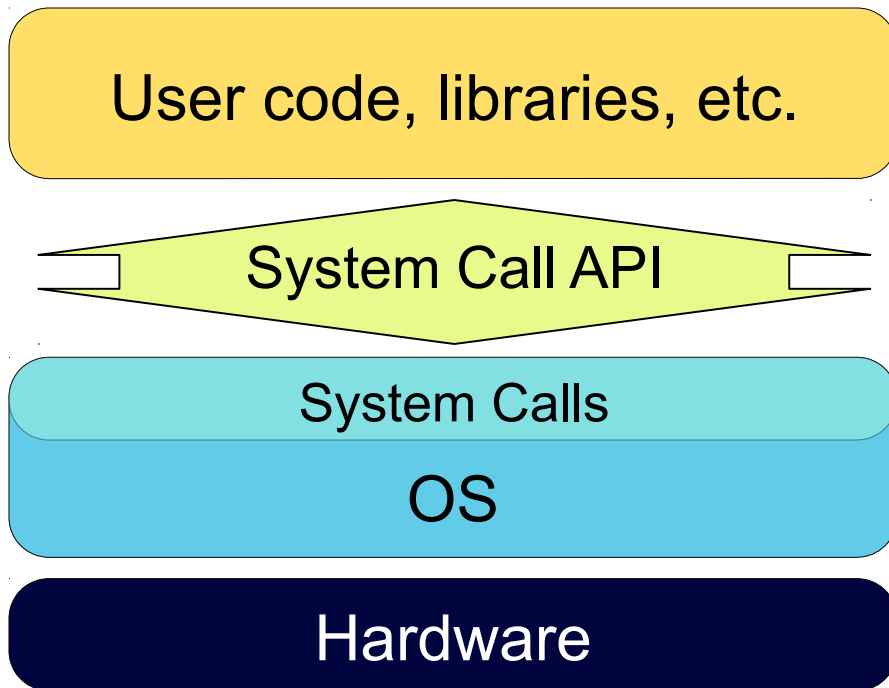 User code, libraries, etc.
System Call API
System Calls
OS
Hardware